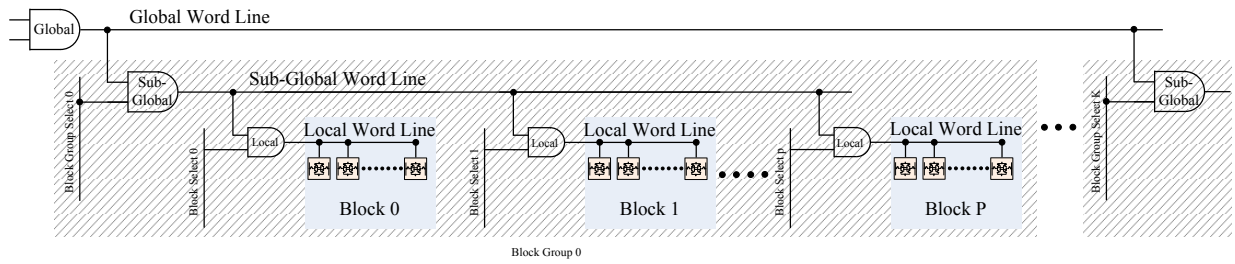 Global Word Line
Global
Sub-Global Word Line
Sub-
Global
Sub-
Global
Block Group Select 0
Block Group Select K
Local Word Line
Local Word Line
Local Word Line
Local
Local
Local
Block Select 0
Block Select 1
Block Select p
Block 0
Block 1
Block P
Block Group 0